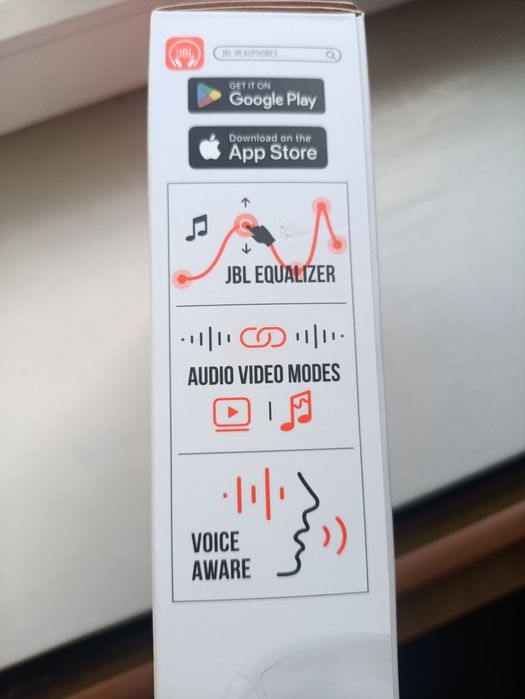 JBL
JBL HEADPHONES
GET IT ON
Google Play
Download on the
App Store
JBL EQUALIZER
AUDIO VIDEO MODES
VOICE
AWARE